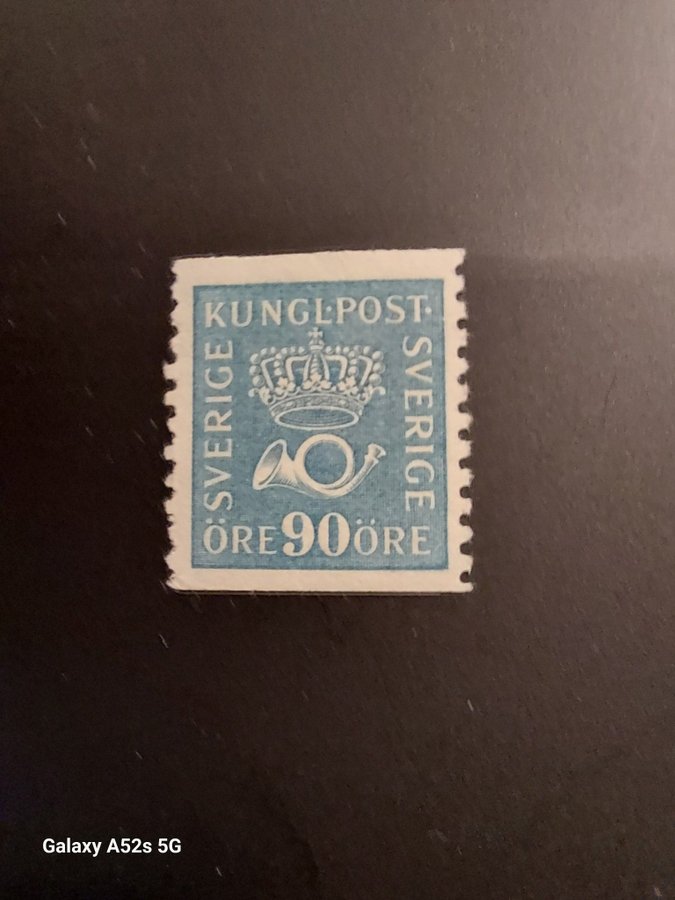 KUNGL·POST·
SVERIGE
SVERIGE
ÖRE 90 ÖRE
Galaxy A52s 5G